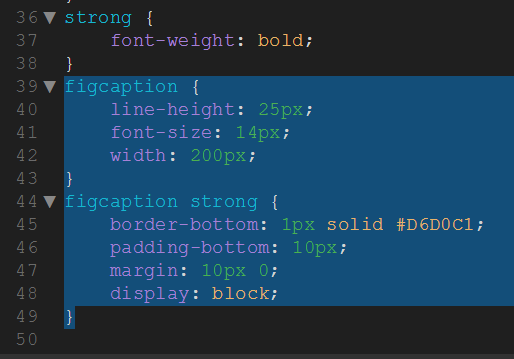 36 ▼ strong {
37 font-weight: bold;
38 }
39 ▼ figcaption {
40 line-height: 25px;
41 font-size: 14px;
42 width: 200px;
43 }
44 ▼ figcaption strong {
45 border-bottom: 1px solid #D6D0C1;
46 padding-bottom: 10px;
47 margin: 10px 0;
48 display: block;
49 }
50